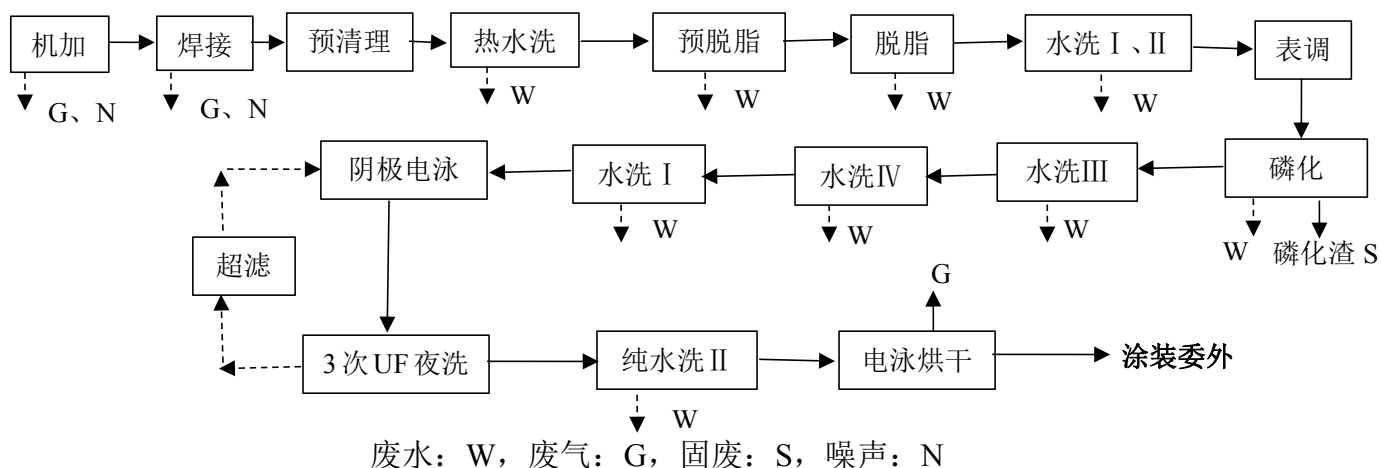 机加
焊接
预清理
热水洗
预脱脂
脱脂
水洗Ⅰ、Ⅱ
表调
G、N
G、N
W
W
W
W
阴极电泳
水洗Ⅰ
水洗Ⅳ
水洗Ⅲ
磷化
W
W
W
W
磷化渣 S
超滤
G
3次UF夜洗
纯水洗Ⅱ
电泳烘干
涂装委外
W
废水：W，废气：G，固废：S，噪声：N